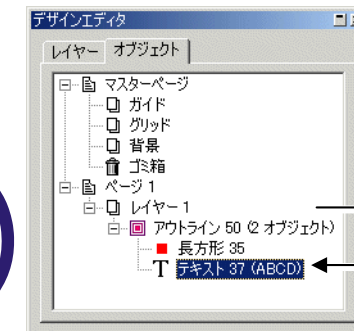 デザインエディタ
レイヤー オブジェクト
マスターページ
ガイド
グリッド
背景
ゴミ箱
ページ 1
レイヤー 1
アウトライン 50 (2 オブジェクト)
長方形 35
T テキスト 37 (ABCD)